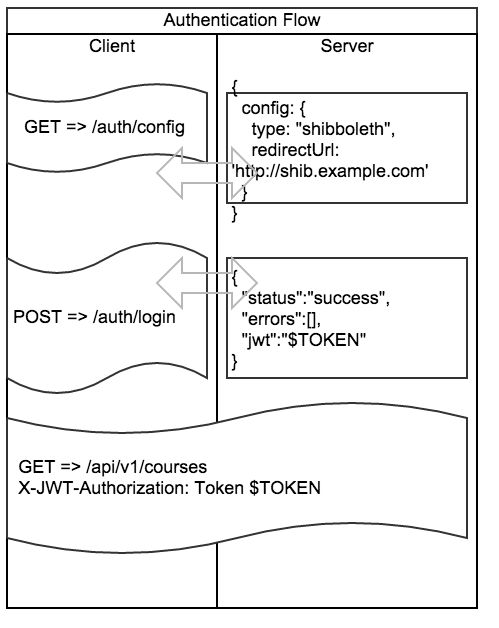 Authentication Flow
Client
Server
GET => /auth/config
{
config: {
type: "shibboleth",
redirectUrl:
'http://shib.example.com'
}
}
POST => /auth/login
{
"status":"success",
"errors":[],
"jwt":"$TOKEN"
}
GET => /api/v1/courses
X-JWT-Authorization: Token $TOKEN